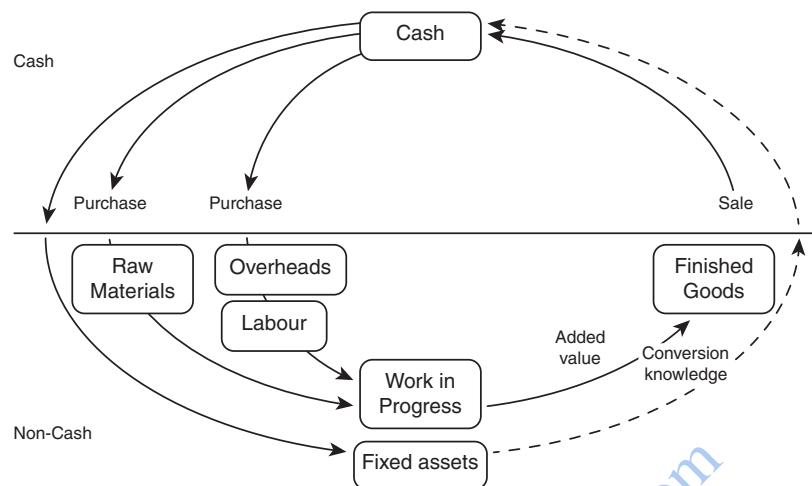 Cash
Cash
Purchase
Purchase
Sale
Raw
Materials
Overheads
Labour
Finished
Goods
Added
value
Conversion
knowledge
Work in
Progress
Non-Cash
Fixed assets
om